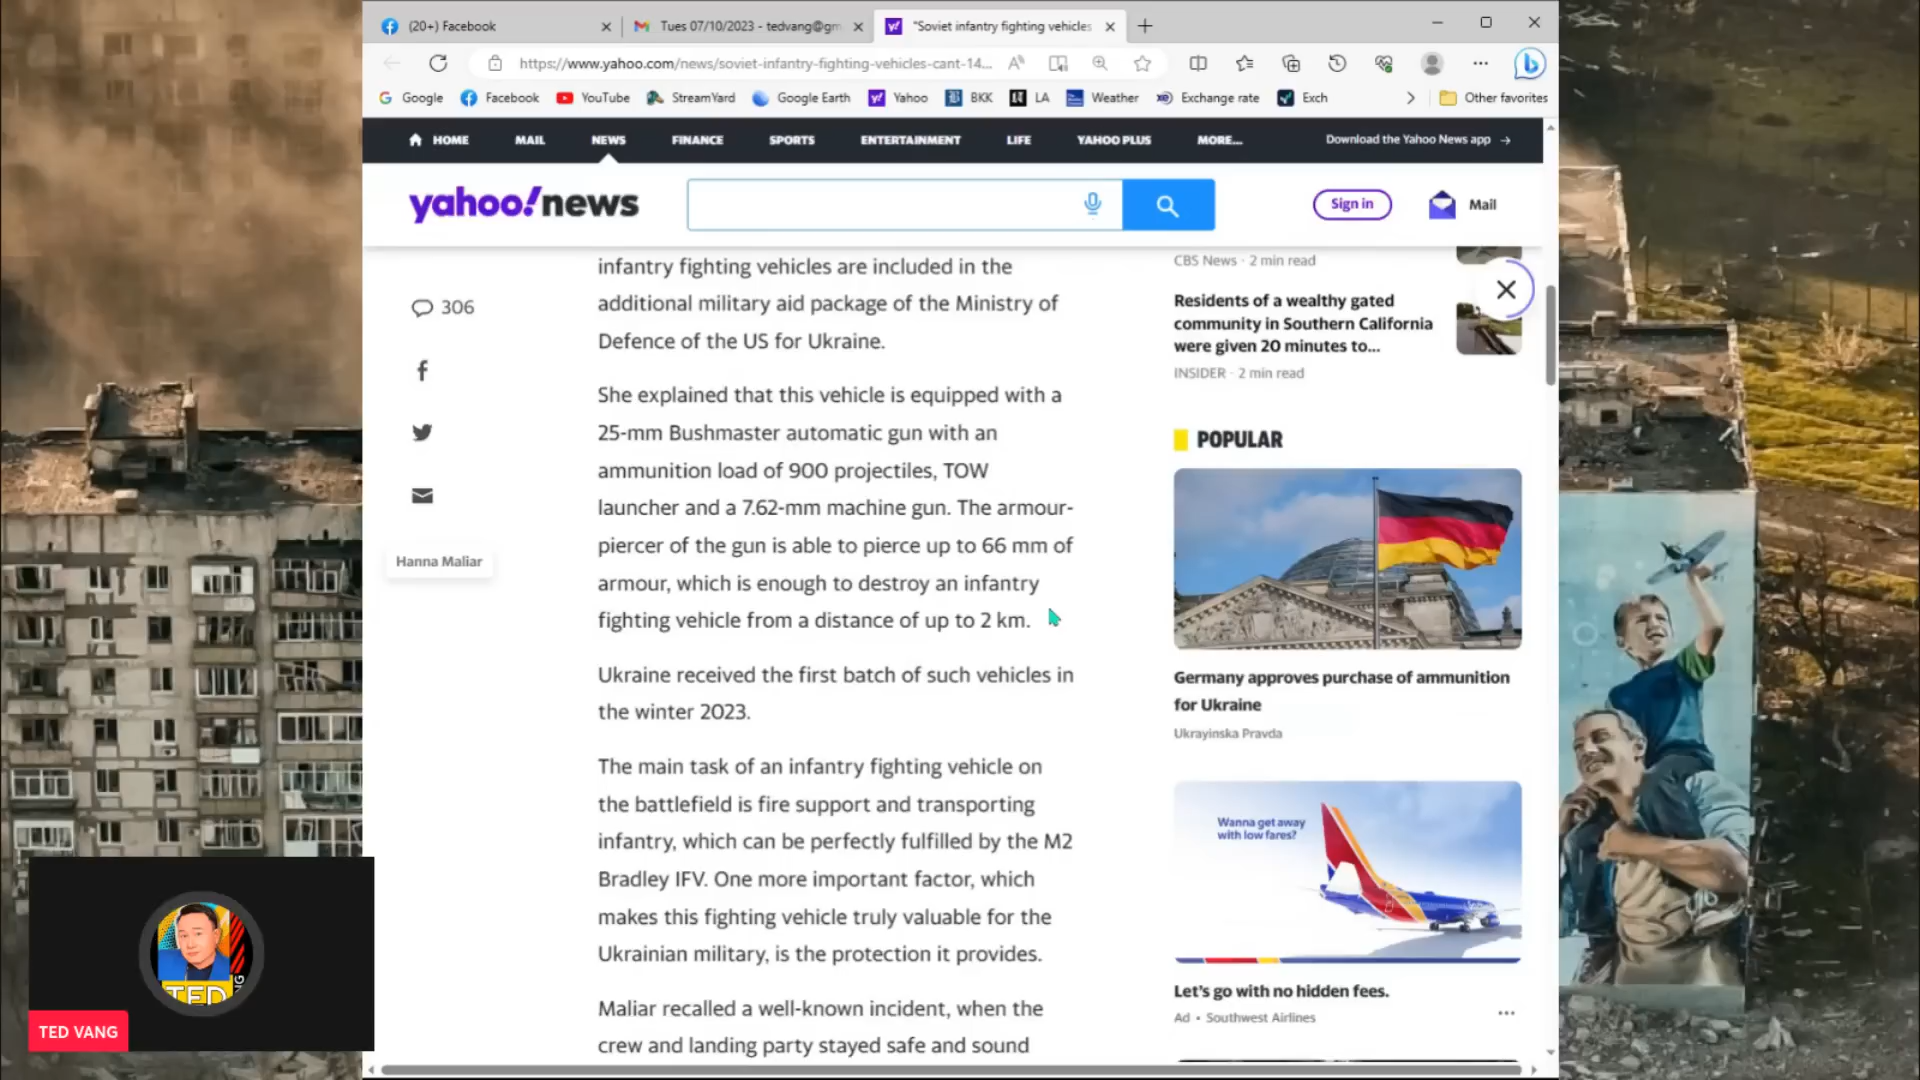 (20+) Facebook
Tues 07/10/2023 - tedvang@gm
"Soviet infantry fighting vehicles
https://www.yahoo.com/news/soviet-infantry-fighting-vehicles-cant-14...
Google Facebook YouTube StreamYard Google Earth Yahoo BKK LA Weather Exchange rate Exch Other favorites
HOME MAIL NEWS FINANCE SPORTS ENTERTAINMENT LIFE YAHOO PLUS MORE... Download the Yahoo News app →
yahoo!news
Sign in
Mail
306
Hanna Maliar
infantry fighting vehicles are included in the
additional military aid package of the Ministry of
Defence of the US for Ukraine.
She explained that this vehicle is equipped with a
25-mm Bushmaster automatic gun with an
ammunition load of 900 projectiles, TOW
launcher and a 7.62-mm machine gun. The armour-
piercer of the gun is able to pierce up to 66 mm of
armour, which is enough to destroy an infantry
fighting vehicle from a distance of up to 2 km.
Ukraine received the first batch of such vehicles in
the winter 2023.
The main task of an infantry fighting vehicle on
the battlefield is fire support and transporting
infantry, which can be perfectly fulfilled by the M2
Bradley IFV. One more important factor, which
makes this fighting vehicle truly valuable for the
Ukrainian military, is the protection it provides.
Maliar recalled a well-known incident, when the
crew and landing party stayed safe and sound
CBS News · 2 min read
Residents of a wealthy gated
community in Southern California
were given 20 minutes to...
INSIDER · 2 min read
POPULAR
Germany approves purchase of ammunition
for Ukraine
Ukrayinska Pravda
Wanna get away
with low fares?
Let's go with no hidden fees.
Ad • Southwest Airlines
TED
TED VANG